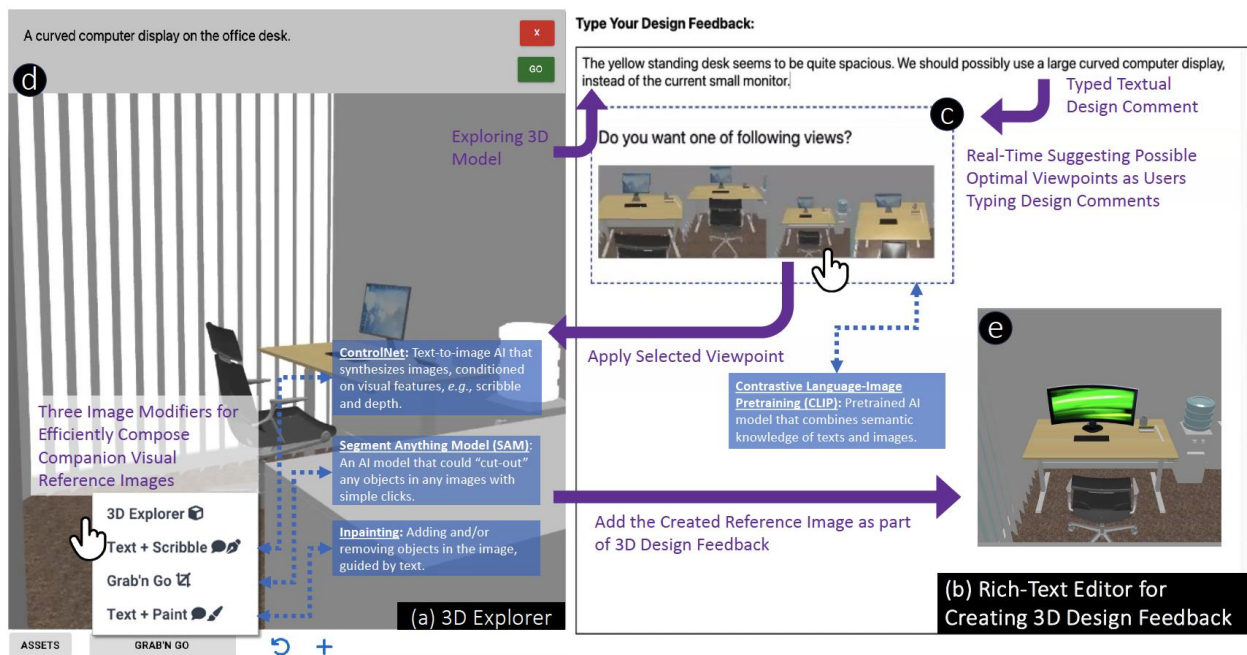 A curved computer display on the office desk.
X
GO
d
Exploring 3D
Model
ControlNet: Text-to-image AI that
synthesizes images, conditioned
on visual features, e.g., scribble
and depth.
Three Image Modifiers for
Efficiently Compose
Companion Visual
Reference Images
Segment Anything Model (SAM):
An AI model that could “cut-out”
any objects in any images with
simple clicks.
3D Explorer
Text + Scribble
Grab'n Go
Text + Paint
Inpainting: Adding and/or
removing objects in the image,
guided by text.
(a) 3D Explorer
ASSETS
GRAB'N GO
Type Your Design Feedback:
The yellow standing desk seems to be quite spacious. We should possibly use a large curved computer display,
instead of the current small monitor.
Typed Textual
Design Comment
c
Do you want one of following views?
Real-Time Suggesting Possible
Optimal Viewpoints as Users
Typing Design Comments
Apply Selected Viewpoint
Contrastive Language-Image
Pretraining (CLIP): Pretrained AI
model that combines semantic
knowledge of texts and images.
e
Add the Created Reference Image as part
of 3D Design Feedback
(b) Rich-Text Editor for
Creating 3D Design Feedback